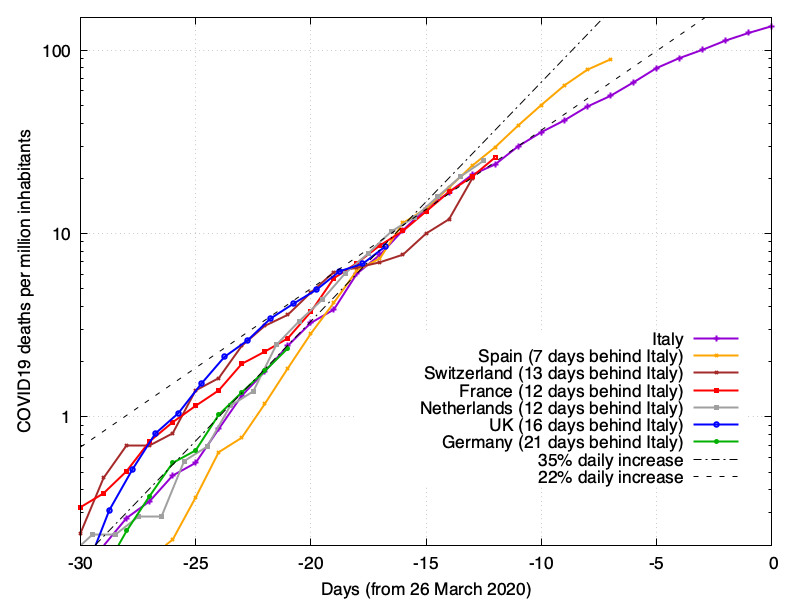 100
10
1
COVID19 deaths per million inhabitants
Italy
Spain (7 days behind Italy)
Switzerland (13 days behind Italy)
France (12 days behind Italy)
Netherlands (12 days behind Italy)
UK (16 days behind Italy)
Germany (21 days behind Italy)
35% daily increase
22% daily increase
-30 -25 -20 -15 -10 -5 0
Days (from 26 March 2020)